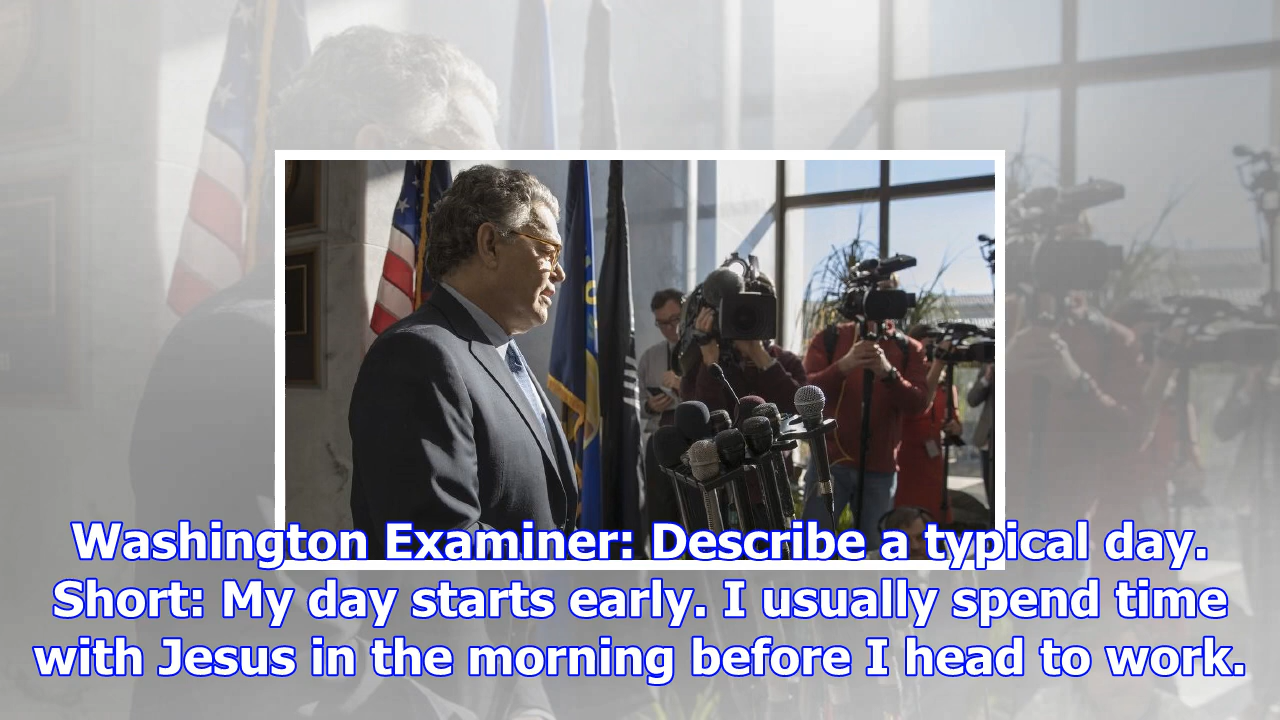 Washington Examiner: Describe a typical day.
Short: My day starts early. I usually spend time
with Jesus in the morning before I head to work.